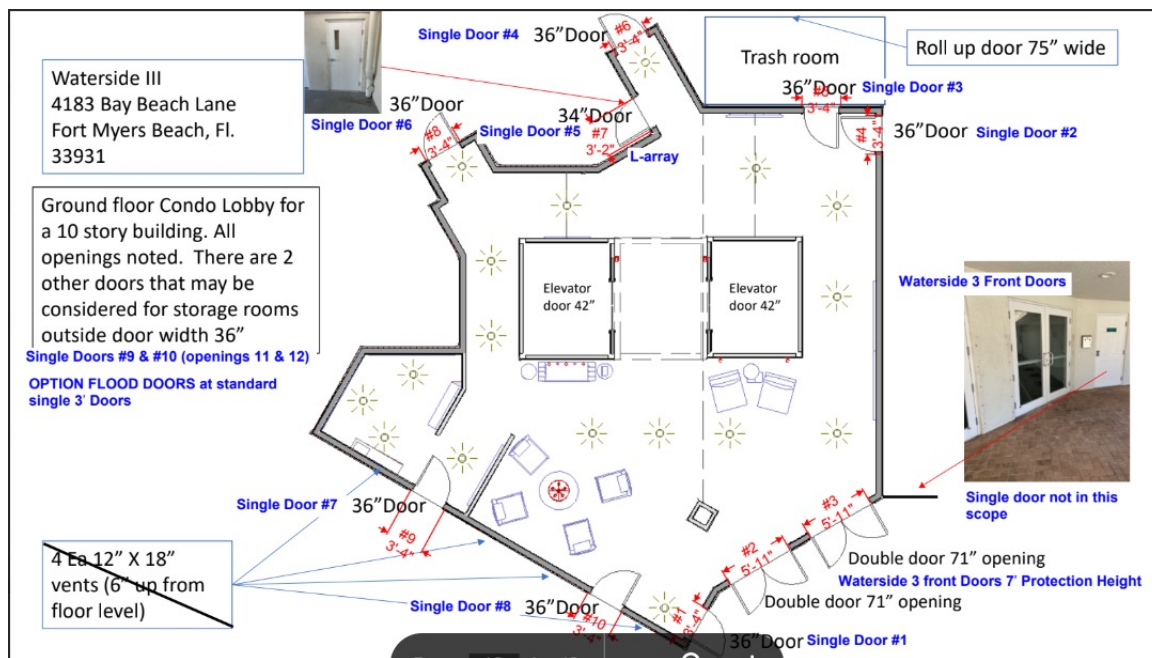 Single Door #4
36”Door
#6
3'-4"
Trash room
Roll up door 75” wide
Waterside III
4183 Bay Beach Lane
Fort Myers Beach, Fl.
33931
Single Door #6
36”Door
#8
3'-4"
Single Door #5
34”Door
#7
3'-2"
L-array
36”Door
Single Door #3
3'-4"
#4
3'-4"
36”Door
Single Door #2
Ground floor Condo Lobby for
a 10 story building. All
openings noted. There are 2
other doors that may be
considered for storage rooms
outside door width 36”
Single Doors #9 & #10 (openings 11 & 12)
OPTION FLOOD DOORS at standard
single 3' Doors
Elevator
door 42”
Elevator
door 42”
Waterside 3 Front Doors
Single door not in this
scope
Single Door #7
36”Door
#9
3'-4"
4 Ea 12” X 18”
vents (6” up from
floor level)
Single Door #8
36”Door
#10
3'-4"
#3
5'-11"
Double door 71” opening
#2
5'-11"
Waterside 3 front Doors 7' Protection Height
Double door 71” opening
#1
3'-4"
36”Door
Single Door #1